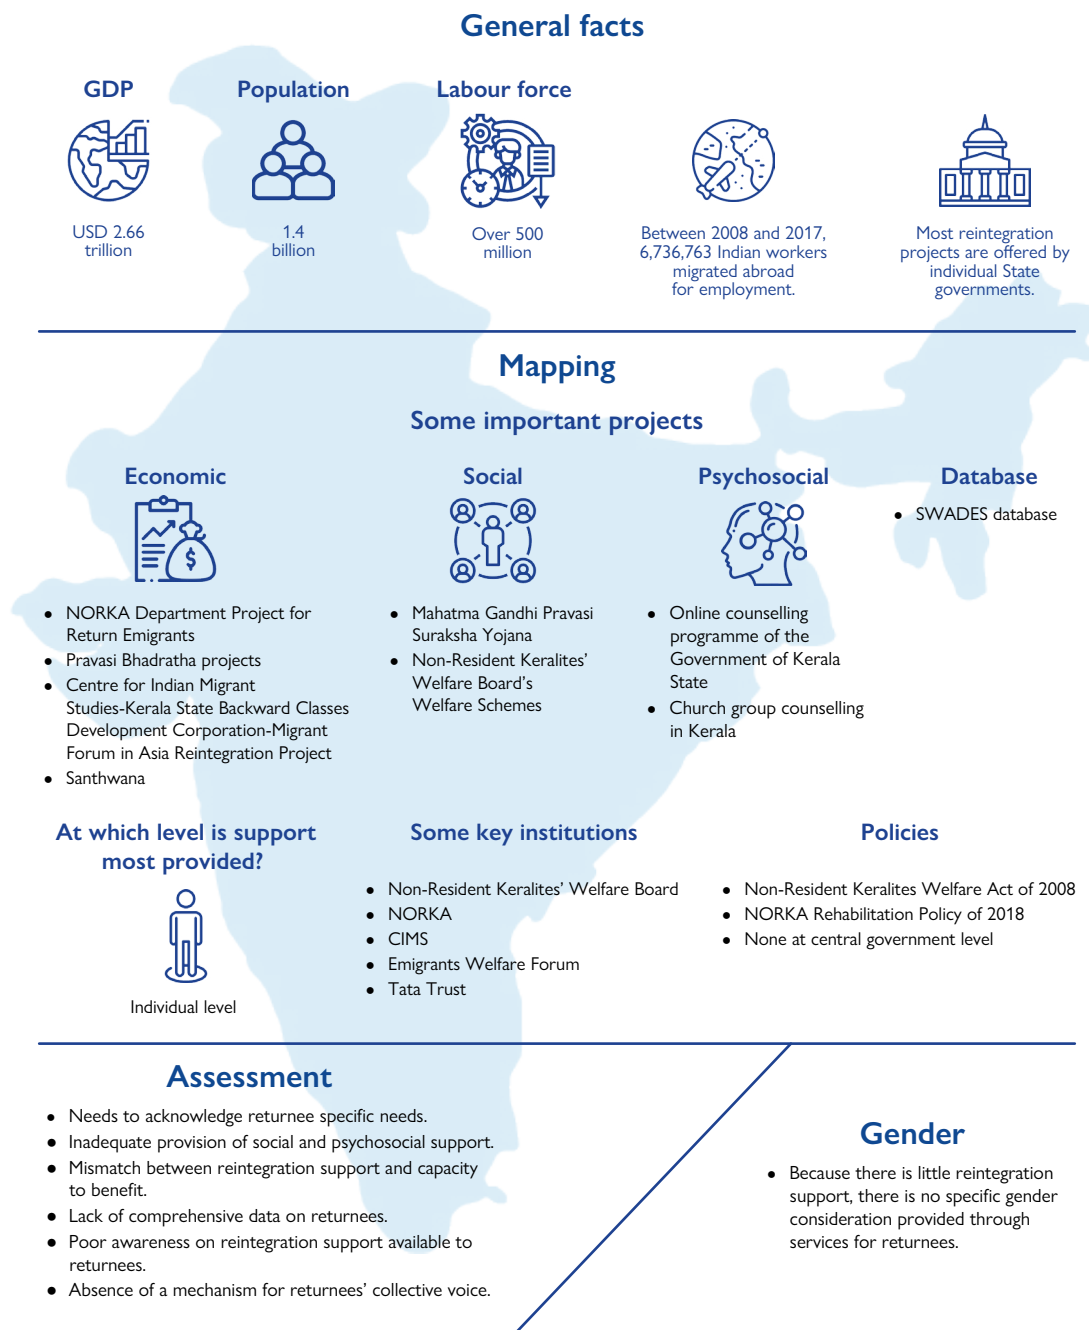 General facts
GDP
USD 2.66
trillion
Population
1.4
billion
Labour force
Over 500
million
Between 2008 and 2017,
6,736,763 Indian workers
migrated abroad
for employment.
Most reintegration
projects are offered by
individual State
governments.
Mapping
Some important projects
Economic
$
• NORKA Department Project for
Return Emigrants
• Pravasi Bhadratha projects
• Centre for Indian Migrant
Studies-Kerala State Backward Classes
Development Corporation-Migrant
Forum in Asia Reintegration Project
• Santhwana
Social
• Mahatma Gandhi Pravasi
Suraksha Yojana
• Non-Resident Keralites’
Welfare Board’s
Welfare Schemes
Psychosocial
• Online counselling
programme of the
Government of Kerala
State
• Church group counselling
in Kerala
Database
• SWADES database
At which level is support
most provided?
Individual level
Some key institutions
• Non-Resident Keralites’ Welfare Board
• NORKA
• CIMS
• Emigrants Welfare Forum
• Tata Trust
Policies
• Non-Resident Keralites Welfare Act of 2008
• NORKA Rehabilitation Policy of 2018
• None at central government level
Assessment
• Needs to acknowledge returnee specific needs.
• Inadequate provision of social and psychosocial support.
• Mismatch between reintegration support and capacity
to benefit.
• Lack of comprehensive data on returnees.
• Poor awareness on reintegration support available to
returnees.
• Absence of a mechanism for returnees’ collective voice.
Gender
• Because there is little reintegration
support, there is no specific gender
consideration provided through
services for returnees.